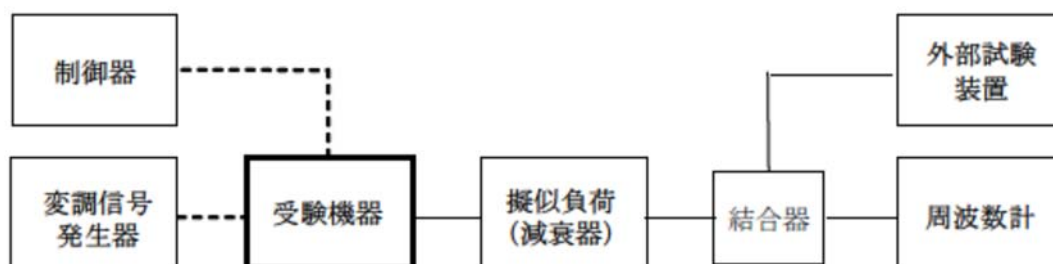 制御器
外部試験
装置
変調信号
発生器
受験機器
擬似負荷
(減衰器)
結合器
周波数計